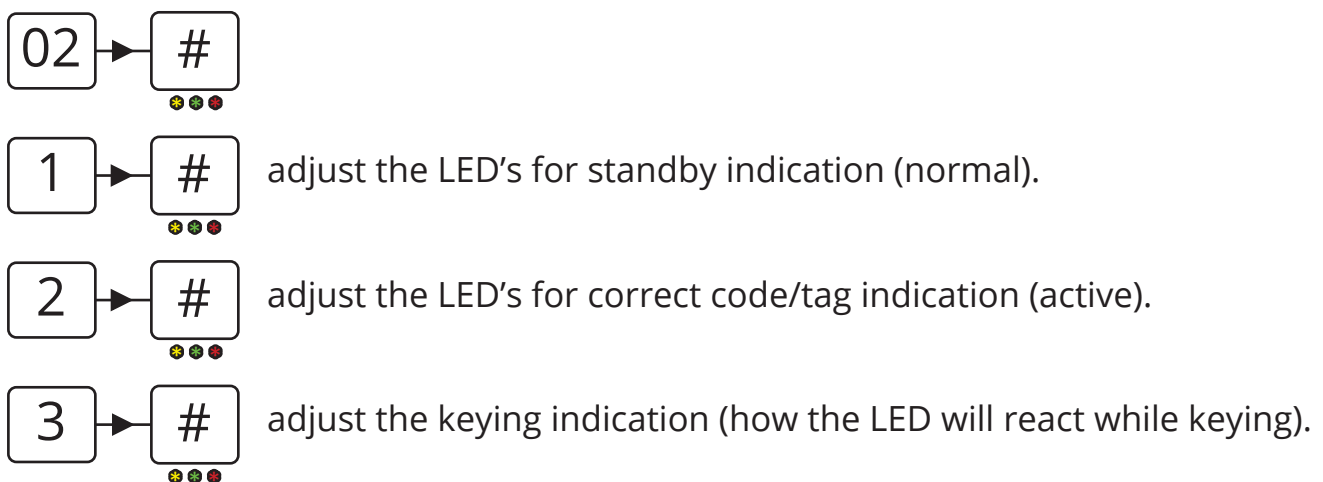 02 #
1 # adjust the LED’s for standby indication (normal).
2 # adjust the LED’s for correct code/tag indication (active).
3 # adjust the keying indication (how the LED will react while keying).